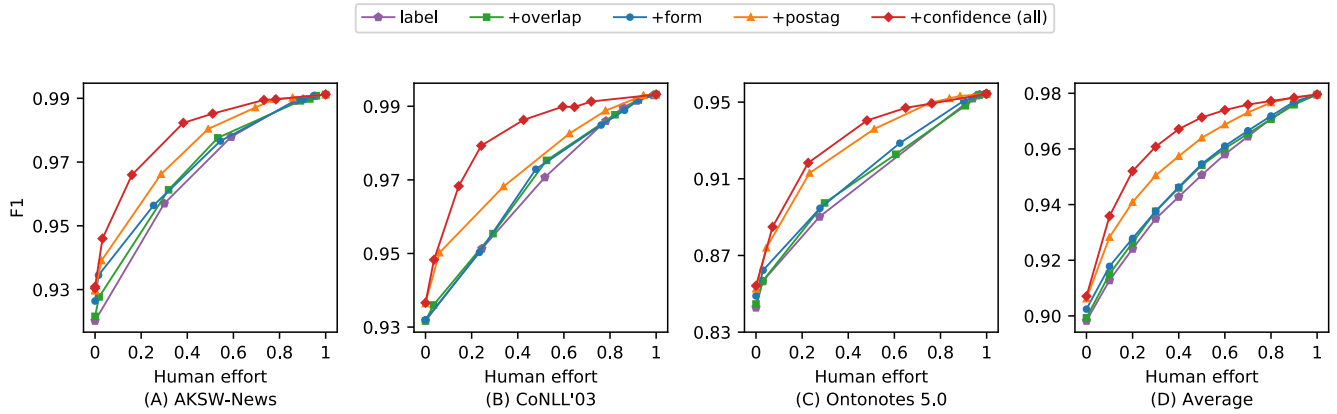 label +overlap +form +postag +confidence (all)
F1
0.99
0.97
0.95
0.93
0 0.2 0.4 0.6 0.8 1
Human effort
(A) AKSW-News
0.99
0.97
0.95
0.93
0 0.2 0.4 0.6 0.8 1
Human effort
(B) CoNLL'03
0.95
0.91
0.87
0.83
0 0.2 0.4 0.6 0.8 1
Human effort
(C) Ontonotes 5.0
0.98
0.96
0.94
0.92
0.90
0 0.2 0.4 0.6 0.8 1
Human effort
(D) Average